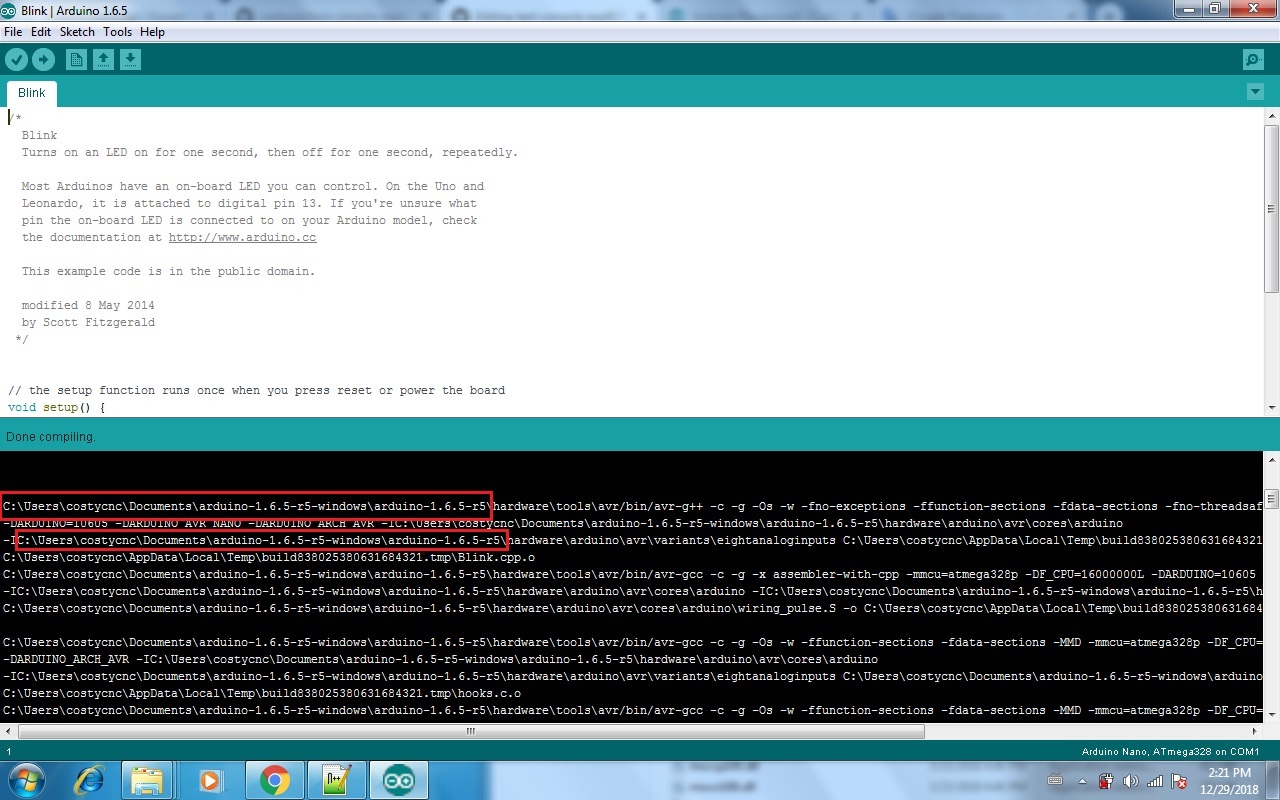 Blink | Arduino 1.6.5
File Edit Sketch Tools Help
Blink
/*
Blink
Turns on an LED on for one second, then off for one second, repeatedly.
Most Arduinos have an on-board LED you can control. On the Uno and
Leonardo, it is attached to digital pin 13. If you're unsure what
pin the on-board LED is connected to on your Arduino model, check
the documentation at http://www.arduino.cc
This example code is in the public domain.
modified 8 May 2014
by Scott Fitzgerald
*/
// the setup function runs once when you press reset or power the board
void setup() {
Done compiling.
C:\Users\costycnc\Documents\arduino-1.6.5-r5-windows\arduino-1.6.5-r5\hardware\tools\avr/bin/avr-g++ -c -g -Os -w -fno-exceptions -ffunction-sections -fdata-sections -fno-threadsaf
-DARDUINO=10605 -DARDUINO_AVR_NANO -DARDUINO_ARCH_AVR -IC:\Users\costycnc\Documents\arduino-1.6.5-r5-windows\arduino-1.6.5-r5\hardware\arduino\avr\cores\arduino
-IC:\Users\costycnc\Documents\arduino-1.6.5-r5-windows\arduino-1.6.5-r5\hardware\arduino\avr\variants\eightanaloginputs C:\Users\costycnc\AppData\Local\Temp\build838025380631684321
C:\Users\costycnc\AppData\Local\Temp\build838025380631684321.tmp\Blink.cpp.o
C:\Users\costycnc\Documents\arduino-1.6.5-r5-windows\arduino-1.6.5-r5\hardware\tools\avr/bin/avr-gcc -c -g -x assembler-with-cpp -mmcu=atmega328p -DF_CPU=16000000L -DARDUINO=10605
-IC:\Users\costycnc\Documents\arduino-1.6.5-r5-windows\arduino-1.6.5-r5\hardware\arduino\avr\cores\arduino -IC:\Users\costycnc\Documents\arduino-1.6.5-r5-windows\arduino-1.6.5-r5\h
C:\Users\costycnc\Documents\arduino-1.6.5-r5-windows\arduino-1.6.5-r5\hardware\arduino\avr\cores\arduino\wiring_pulse.S -o C:\Users\costycnc\AppData\Local\Temp\build838025380631684
C:\Users\costycnc\Documents\arduino-1.6.5-r5-windows\arduino-1.6.5-r5\hardware\tools\avr/bin/avr-gcc -c -g -Os -w -ffunction-sections -fdata-sections -MMD -mmcu=atmega328p -DF_CPU=
-DARDUINO_ARCH_AVR -IC:\Users\costycnc\Documents\arduino-1.6.5-r5-windows\arduino-1.6.5-r5\hardware\arduino\avr\cores\arduino
-IC:\Users\costycnc\Documents\arduino-1.6.5-r5-windows\arduino-1.6.5-r5\hardware\arduino\avr\variants\eightanaloginputs C:\Users\costycnc\Documents\arduino-1.6.5-r5-windows\arduino
C:\Users\costycnc\AppData\Local\Temp\build838025380631684321.tmp\hooks.c.o
C:\Users\costycnc\Documents\arduino-1.6.5-r5-windows\arduino-1.6.5-r5\hardware\tools\avr/bin/avr-gcc -c -g -Os -w -ffunction-sections -fdata-sections -MMD -mmcu=atmega328p -DF_CPU=
1
Arduino Nano, ATmega328 on COM1
2:21 PM
12/29/2018